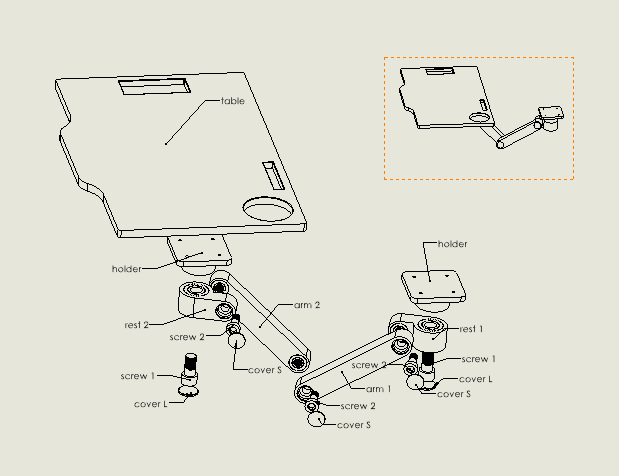 table
holder
holder
arm 2
rest 2
rest 1
screw 2
screw 1
screw 2
cover S
screw 1
cover L
arm 1
cover S
cover L
screw 2
cover S